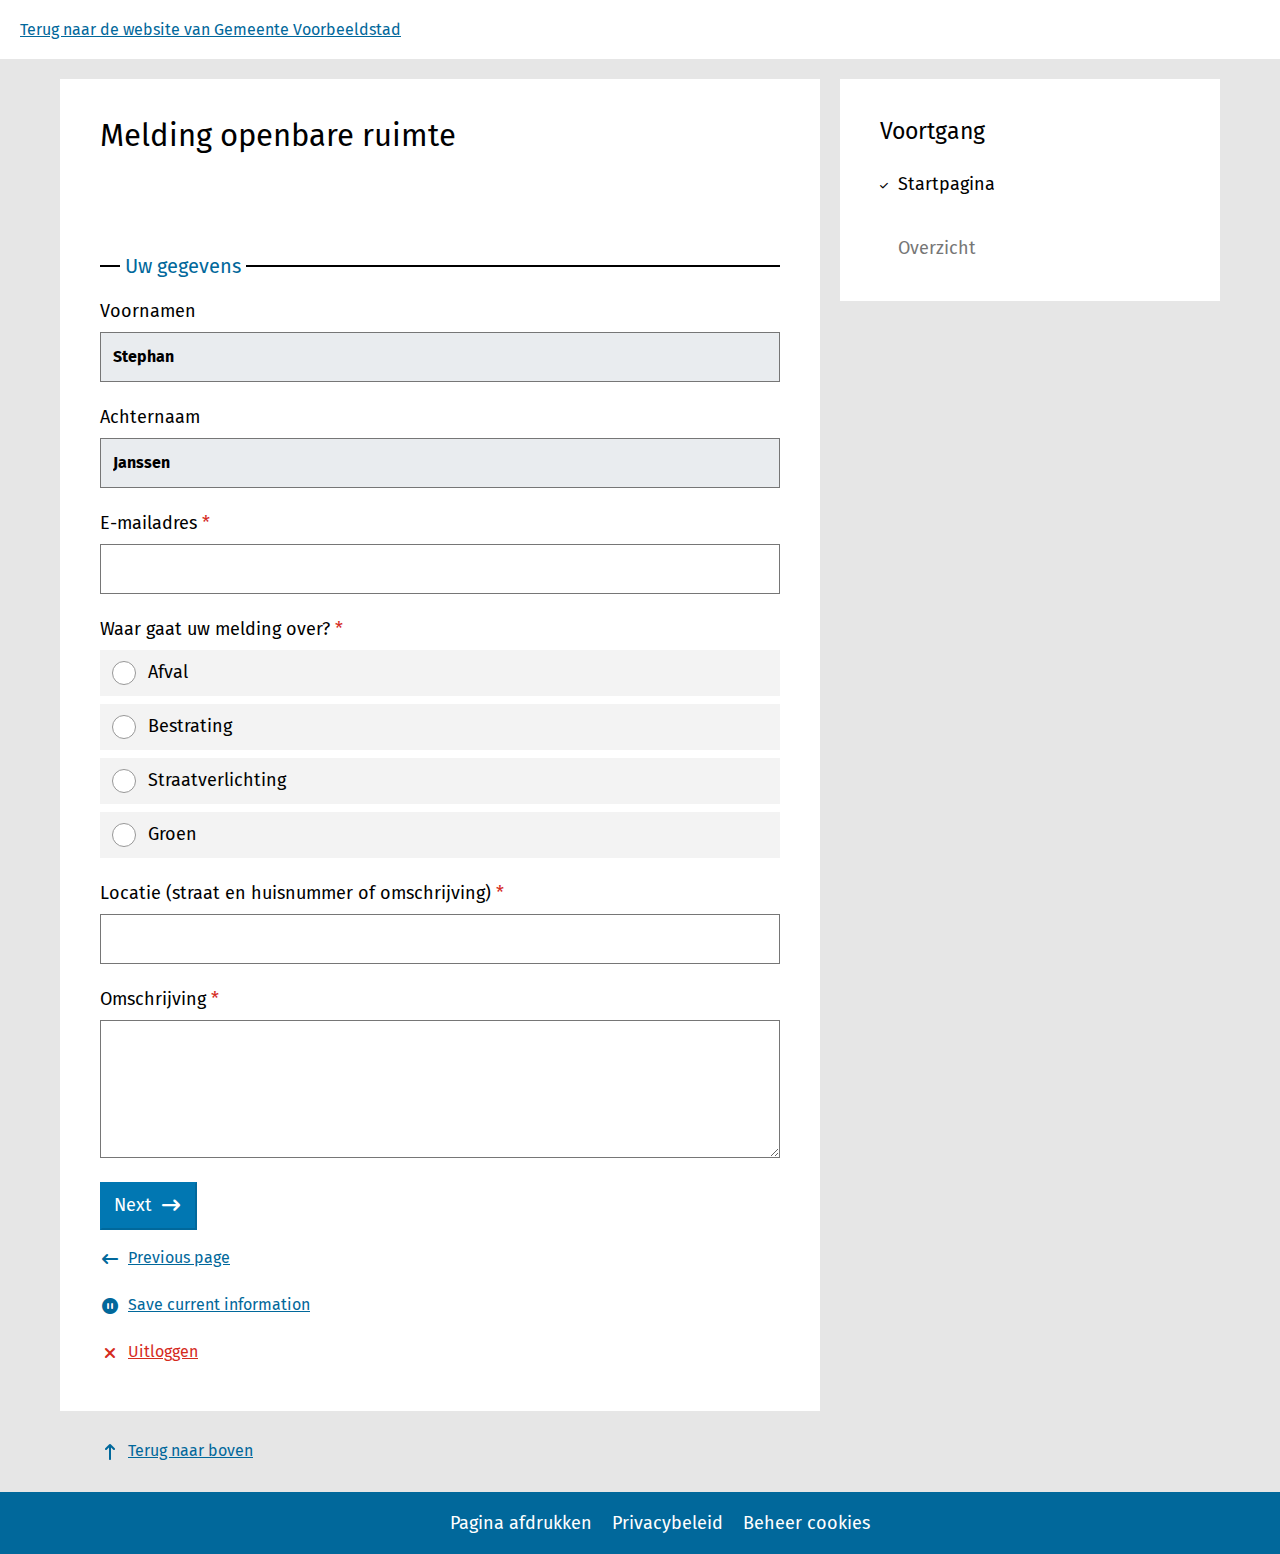 Terug naar de website van Gemeente Voorbeeldstad
Melding openbare ruimte
Uw gegevens
Voornamen
Stephan
Achternaam
Janssen
E-mailadres *
Waar gaat uw melding over? *
Afval
Bestrating
Straatverlichting
Groen
Locatie (straat en huisnummer of omschrijving) *
Omschrijving *
Next
Previous page
Save current information
Uitloggen
Voortgang
Startpagina
Overzicht
Terug naar boven
Pagina afdrukken Privacybeleid Beheer cookies